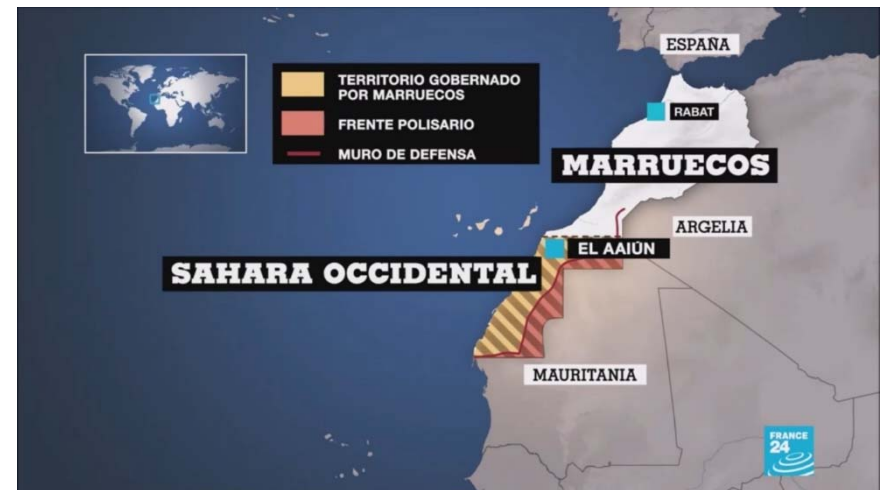 ESPAÑA
TERRITORIO GOBERNADO
POR MARRUECOS
FRENTE POLISARIO
MURO DE DEFENSA
RABAT
MARRUECOS
ARGELIA
EL AAIÚN
SAHARA OCCIDENTAL
MAURITANIA
FRANCE
24